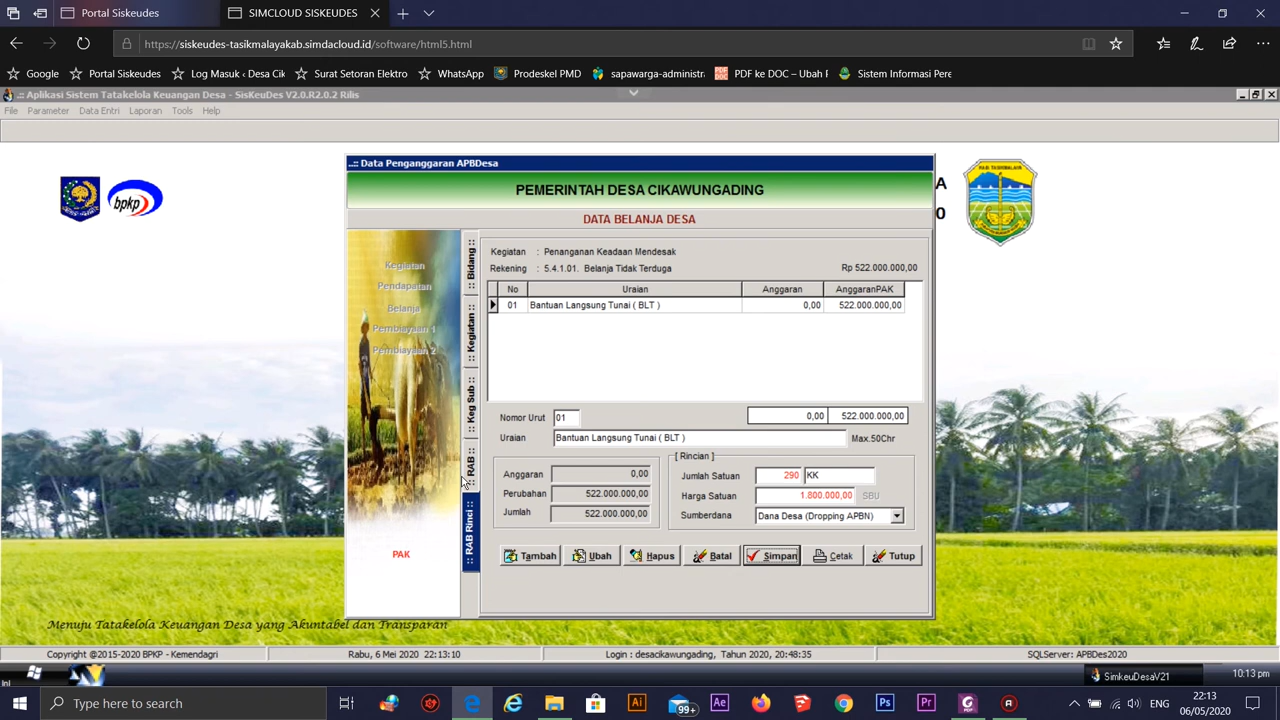 Portal Siskeudes
SIMCLOUD SISKEUDES
https://siskeudes-tasikmalayakab.simdacloud.id/software/html5.html
Google
Portal Siskeudes
Log Masuk ‹ Desa Cik
Surat Setoran Elektro
WhatsApp
Prodeskel PMD
sapawarga-administr
PDF ke DOC – Ubah F
Sistem Informasi Pere
.:: Aplikasi Sistem Tatakelola Keuangan Desa - SisKeuDes V2.0.R2.0.2 Rilis
File Parameter Data Entri Laporan Tools Help
bpkp
KAB. TASIKMALAYA
A
0
..:: Data Penganggaran APBDesa
PEMERINTAH DESA CIKAWUNGADING
DATA BELANJA DESA
Kegiatan
Pendapatan
Belanja
Pembiayaan 1
Pembiayaan 2
PAK
:: Bidang ::
:: Kegiatan ::
:: Keg Sub ::
:: RAB ::
:: RAB Rinci ::
Kegiatan : Penanganan Keadaan Mendesak
Rekening : 5.4.1.01. Belanja Tidak Terduga Rp 522.000.000,00
No Uraian Anggaran AnggaranPAK
01 Bantuan Langsung Tunai ( BLT ) 0,00 522.000.000,00
Nomor Urut 01 0,00 522.000.000,00
Uraian Bantuan Langsung Tunai ( BLT ) Max.50Chr
Anggaran 0,00
Perubahan 522.000.000,00
Jumlah 522.000.000,00
[ Rincian ]
Jumlah Satuan 290 KK
Harga Satuan 1.800.000,00 SBU
Sumberdana Dana Desa (Dropping APBN)
Tambah Ubah Hapus Batal Simpan Cetak Tutup
Menuju Tatakelola Keuangan Desa yang Akuntabel dan Transparan
Copyright @2015-2020 BPKP - Kemendagri
Rabu, 6 Mei 2020 22:13:10
Login : desacikawungading, Tahun 2020, 20:48:35
SQLServer: APBDes2020
SimkeuDesaV21
10:13 pm
Type here to search
Ai
99+
Ae
Ps
Pr
ENG
22:13
06/05/2020